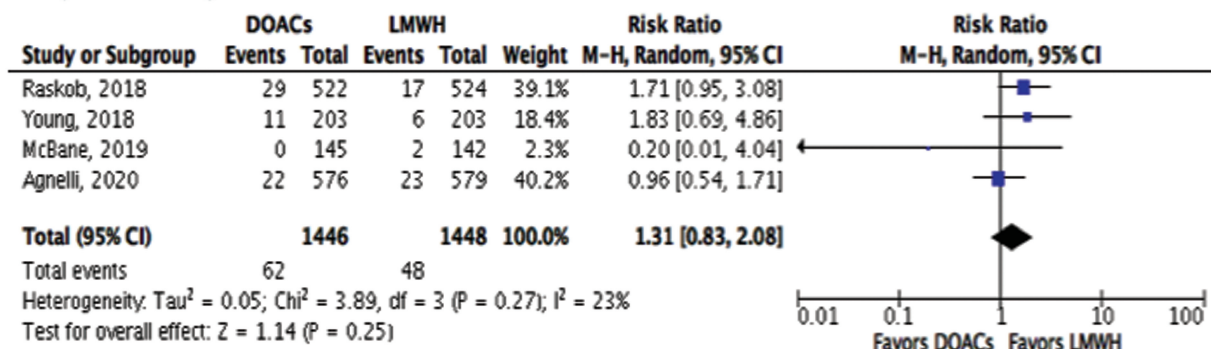 DOACs LMWH Risk Ratio Risk Ratio
Study or Subgroup Events Total Events Total Weight M-H, Random, 95% CI M-H, Random, 95% CI
Raskob, 2018 29 522 17 524 39.1% 1.71 [0.95, 3.08]
Young, 2018 11 203 6 203 18.4% 1.83 [0.69, 4.86]
McBane, 2019 0 145 2 142 2.3% 0.20 [0.01, 4.04]
Agnelli, 2020 22 576 23 579 40.2% 0.96 [0.54, 1.71]
Total (95% CI) 1446 1448 100.0% 1.31 [0.83, 2.08]
Total events 62 48
Heterogeneity: Tau² = 0.05; Chi² = 3.89, df = 3 (P = 0.27); I² = 23%
Test for overall effect: Z = 1.14 (P = 0.25)
0.01 0.1 1 10 100
Favors DOACs Favors LMWH